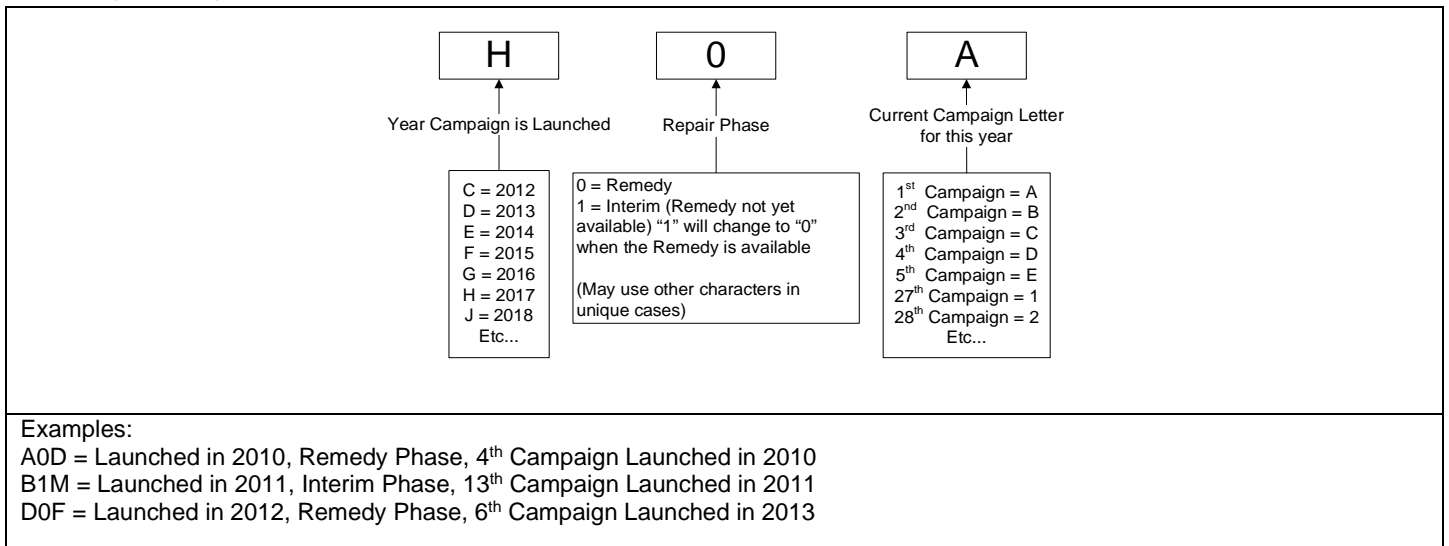 H
0
A
Year Campaign is Launched
Repair Phase
Current Campaign Letter
for this year
C = 2012
D = 2013
E = 2014
F = 2015
G = 2016
H = 2017
J = 2018
Etc...
0 = Remedy
1 = Interim (Remedy not yet
available) “1” will change to “0”
when the Remedy is available
(May use other characters in
unique cases)
1st Campaign = A
2nd Campaign = B
3rd Campaign = C
4th Campaign = D
5th Campaign = E
27th Campaign = 1
28th Campaign = 2
Etc...
Examples:
A0D = Launched in 2010, Remedy Phase, 4th Campaign Launched in 2010
B1M = Launched in 2011, Interim Phase, 13th Campaign Launched in 2011
D0F = Launched in 2012, Remedy Phase, 6th Campaign Launched in 2013